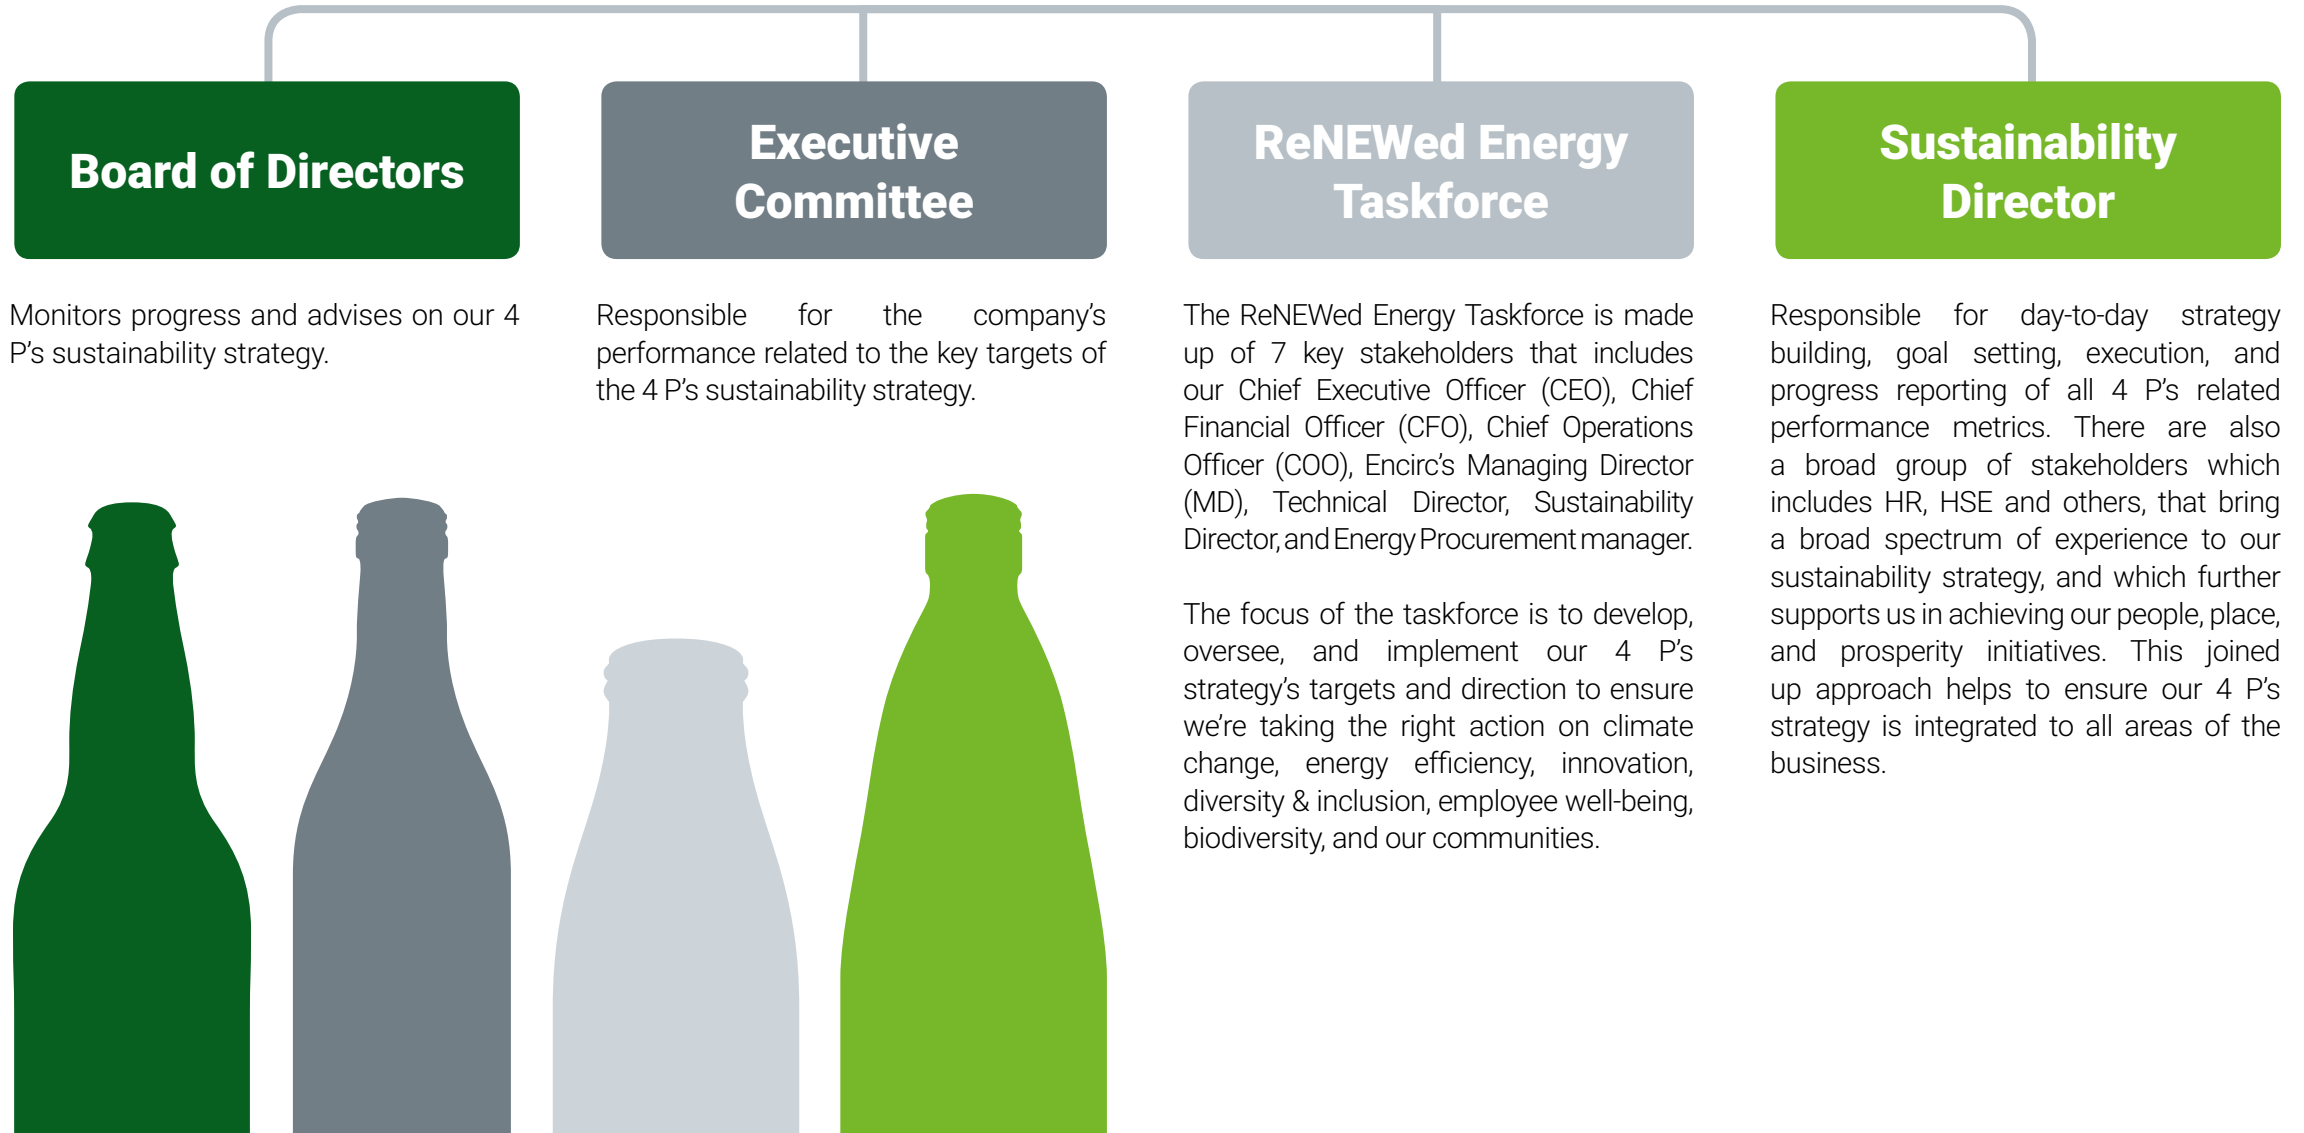 Board of Directors
Monitors progress and advises on our 4
P's sustainability strategy.
Executive
Committee
Responsible for the company's
performance related to the key targets of
the 4 P's sustainability strategy.
ReNEWed Energy
Taskforce
The ReNEWed Energy Taskforce is made
up of 7 key stakeholders that includes
our Chief Executive Officer (CEO), Chief
Financial Officer (CFO), Chief Operations
Officer (COO), Encirc's Managing Director
(MD), Technical Director, Sustainability
Director, and Energy Procurement manager.
The focus of the taskforce is to develop,
oversee, and implement our 4 P's
strategy's targets and direction to ensure
we're taking the right action on climate
change, energy efficiency, innovation,
diversity & inclusion, employee well-being,
biodiversity, and our communities.
Sustainability
Director
Responsible for day-to-day strategy
building, goal setting, execution, and
progress reporting of all 4 P's related
performance metrics. There are also
a broad group of stakeholders which
includes HR, HSE and others, that bring
a broad spectrum of experience to our
sustainability strategy, and which further
supports us in achieving our people, place,
and prosperity initiatives. This joined
up approach helps to ensure our 4 P's
strategy is integrated to all areas of the
business.